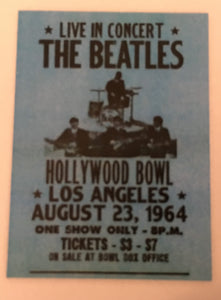 ★ LIVE IN CONCERT ★
THE BEATLES
HOLLYWOOD BOWL
★ LOS ANGELES ★
AUGUST 23, 1964
ONE SHOW ONLY - 8P.M.
TICKETS - $3 - $7
ON SALE AT BOWL BOX OFFICE